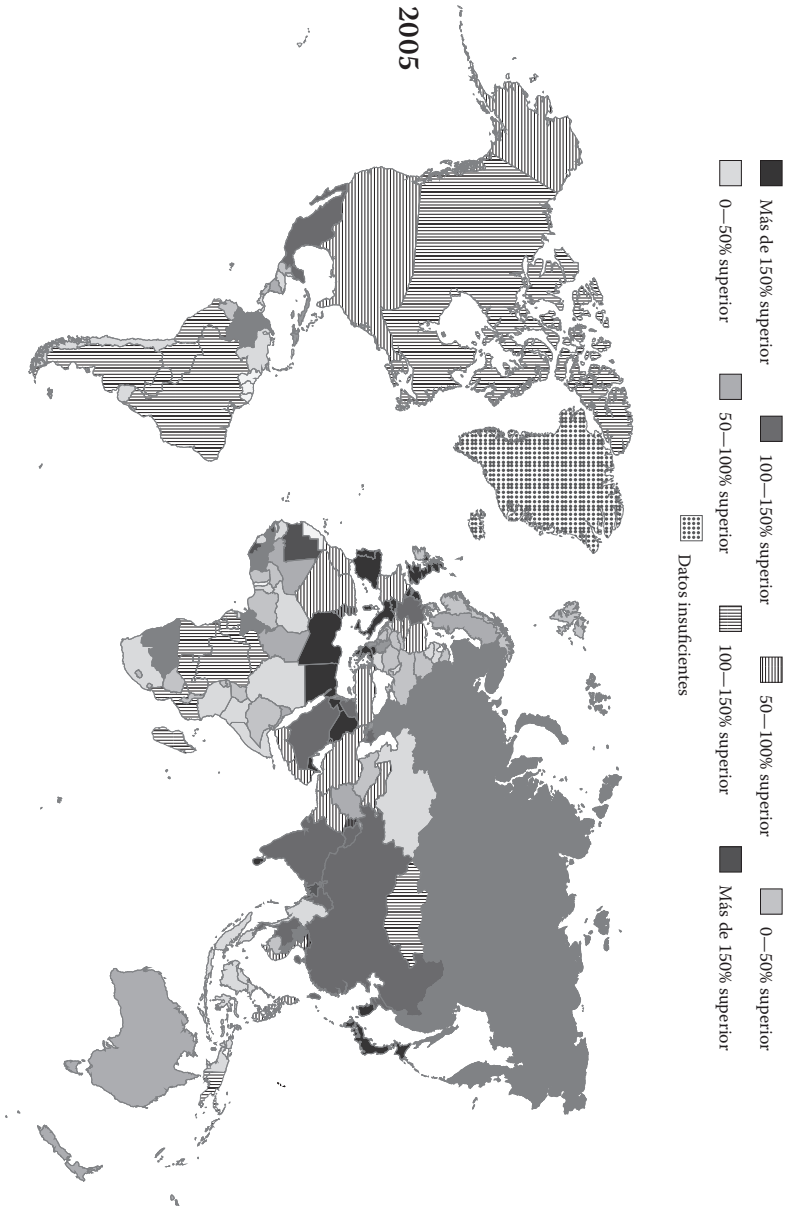 Más de 150% superior
100—150% superior
50—100% superior
0—50% superior
0—50% superior
50—100% superior
100—150% superior
Más de 150% superior
Datos insuficientes
2005